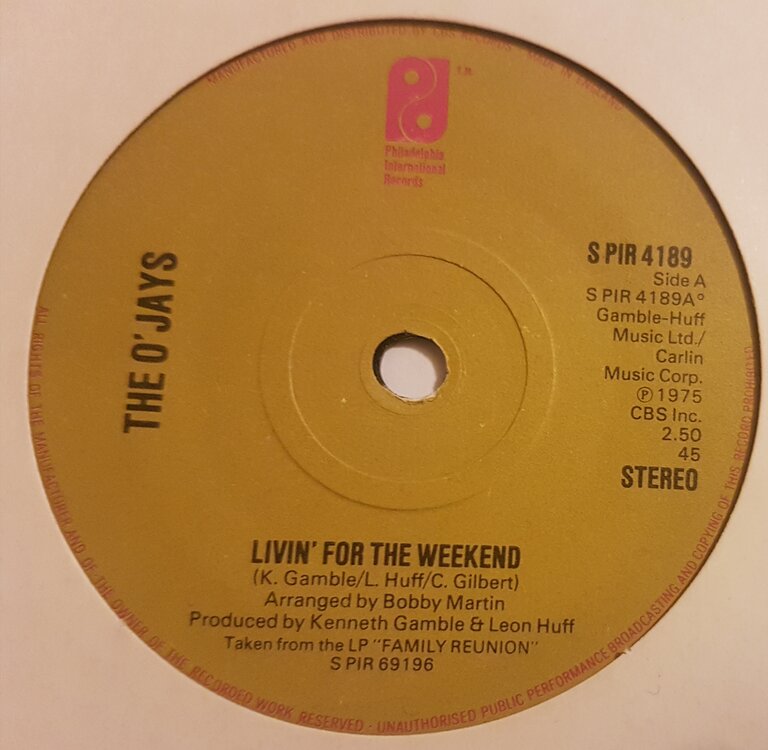 MANUFACTURED AND DISTRIBUTED BY CBS RECORDS · MADE IN ENGLAND
T.M.
Philadelphia
International
Records
THE O'JAYS
S PIR 4189
Side A
S PIR 4189A°
Gamble-Huff
Music Ltd./
Carlin
Music Corp.
Ⓟ 1975
CBS Inc.
2.50
45
STEREO
LIVIN' FOR THE WEEKEND
(K. Gamble/L. Huff/C. Gilbert)
Arranged by Bobby Martin
Produced by Kenneth Gamble & Leon Huff
Taken from the LP "FAMILY REUNION"
S PIR 69196
ALL RIGHTS OF THE MANUFACTURER AND OF THE OWNER OF THE RECORDED WORK RESERVED · UNAUTHORISED PUBLIC PERFORMANCE BROADCASTING AND COPYING OF THIS RECORD PROHIBITED